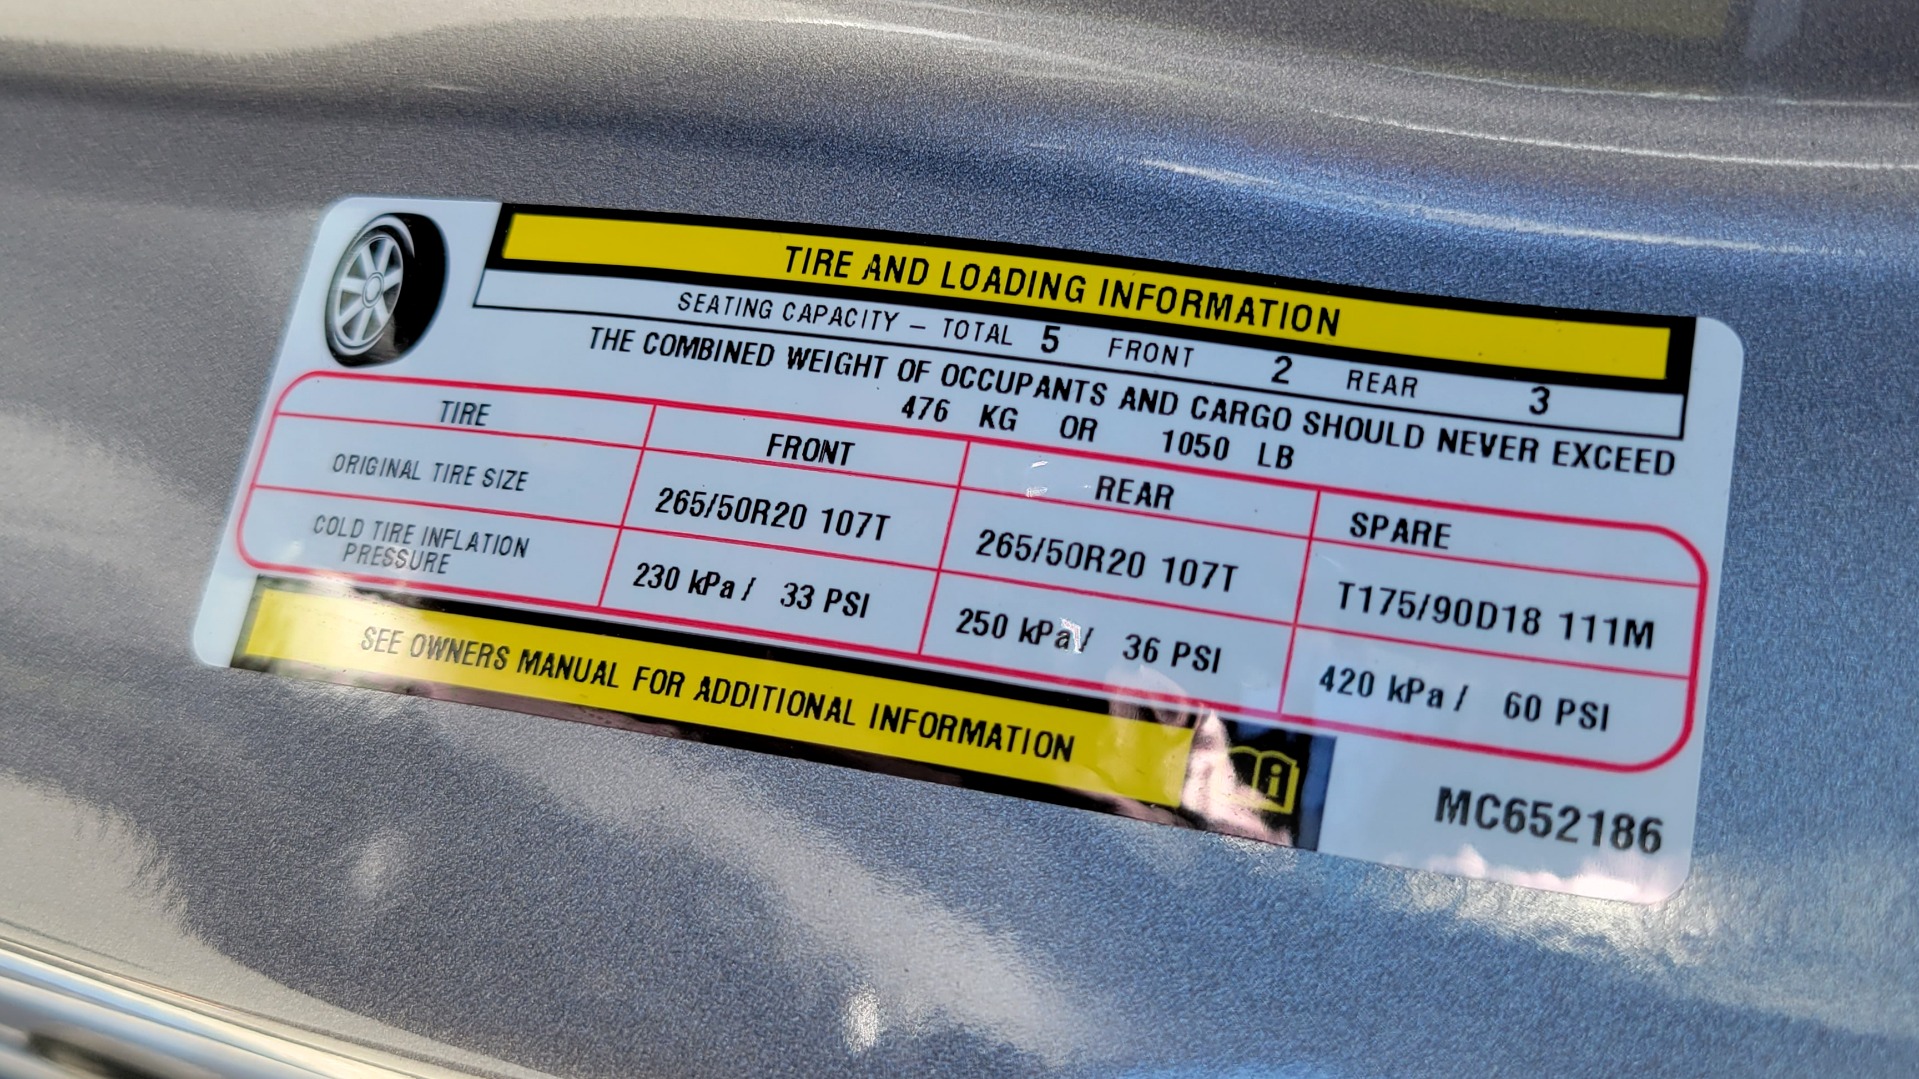 TIRE AND LOADING INFORMATION
SEATING CAPACITY – TOTAL 5 FRONT 2 REAR 3
THE COMBINED WEIGHT OF OCCUPANTS AND CARGO SHOULD NEVER EXCEED
476 KG OR 1050 LB
TIRE FRONT REAR SPARE
ORIGINAL TIRE SIZE 265/50R20 107T 265/50R20 107T T175/90D18 111M
COLD TIRE INFLATION
PRESSURE 230 kPa / 33 PSI 250 kPa / 36 PSI 420 kPa / 60 PSI
SEE OWNERS MANUAL FOR ADDITIONAL INFORMATION
MC652186